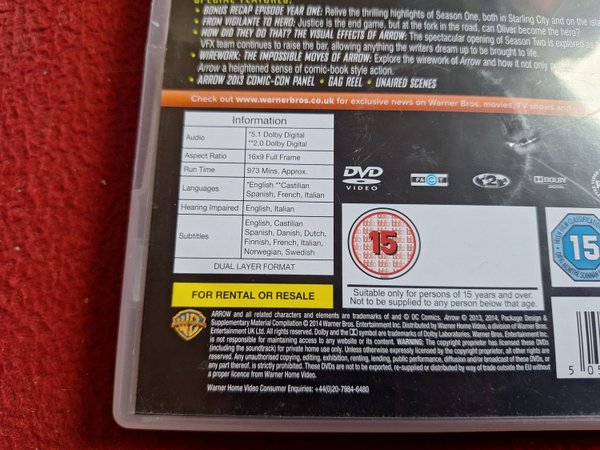 SPECIAL FEATURES:
• BONUS RECAP EPISODE YEAR ONE: Relive the thrilling highlights of Season One, both in Starling City and on the
• FROM VIGILANTE TO HERO: Justice is the end game, but at the fork in the road, can Oliver become the hero?
• HOW DID THEY DO THAT? THE VISUAL EFFECTS OF ARROW: The spectacular opening of Season Two is explored as
VFX team continues to raise the bar, allowing anything the writers dream up to be brought to life.
• WIREWORK: THE IMPOSSIBLE MOVES OF ARROW: Explore the wirework of Arrow and how it not only
Arrow a heightened sense of comic-book style action.
• ARROW 2013 COMIC-CON PANEL • GAG REEL • UNAIRED SCENES
Check out www.warnerbros.co.uk for exclusive news on Warner Bros. movies, TV shows and
Information
Audio
*5.1 Dolby Digital
**2.0 Dolby Digital
Aspect Ratio
16x9 Full Frame
Run Time
973 Mins. Approx.
Languages
*English **Castilian
Spanish, French, Italian
Hearing Impaired
English, Italian
Subtitles
English, Castilian
Spanish, Danish, Dutch,
Finnish, French, Italian,
Norwegian, Swedish
DUAL LAYER FORMAT
DVD
VIDEO
FACT
2
DOLBY
DIGITAL
15
Suitable only for persons of 15 years and over.
Not to be supplied to any person below that age.
15
FOR RENTAL OR RESALE
WB
ARROW and all related characters and elements are trademarks of and © DC Comics. Arrow © 2013, 2014, Package Design &
Supplementary Material Compilation © 2014 Warner Bros. Entertainment Inc. Distributed by Warner Home Video, a division of Warner Bros.
Entertainment UK Ltd. All rights reserved. Dolby and the DD symbol are trademarks of Dolby Laboratories. Warner Bros. Entertainment Inc.
is not responsible for maintaining access to any website or its content. WARNING: The copyright proprietor has licensed these DVDs
(including the soundtrack) for private home use only. Unless otherwise expressly licensed by the copyright proprietor, all other rights are
reserved. Any unauthorised copying, editing, exhibition, renting, lending, public performance, diffusion and/or broadcast of these DVDs, or
any part thereof, is strictly prohibited. These DVDs are not to be exported, re-supplied or distributed by way of trade outside the EU without
a proper licence from Warner Home Video.
Warner Home Video Consumer Enquiries: +44(0)20-7984-6480
5 05